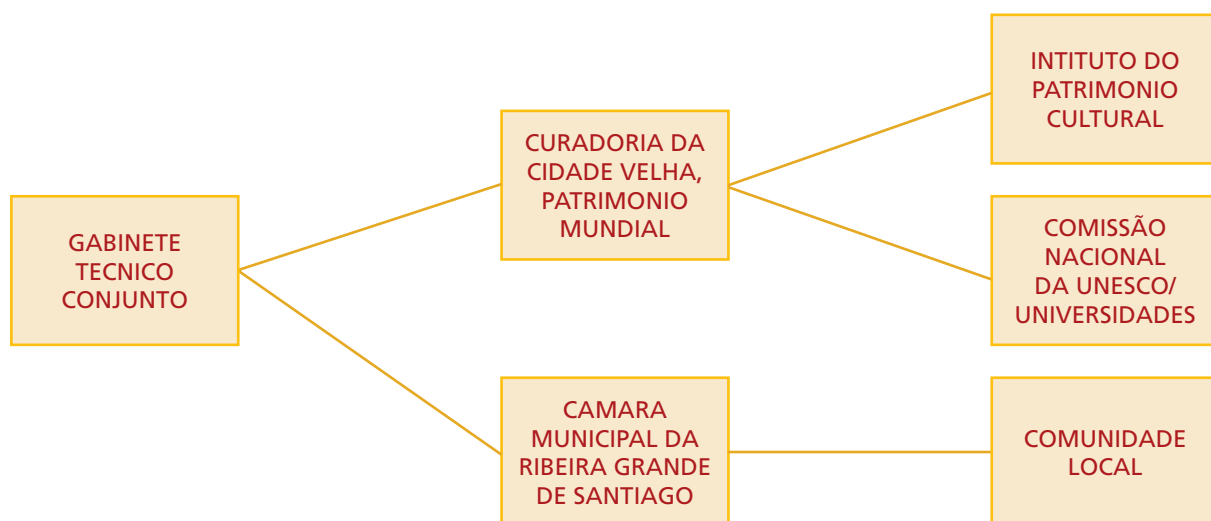 GABINETE
TECNICO
CONJUNTO
CURADORIA DA
CIDADE VELHA,
PATRIMONIO
MUNDIAL
CAMARA
MUNICIPAL DA
RIBEIRA GRANDE
DE SANTIAGO
INTITUTO DO
PATRIMONIO
CULTURAL
COMISSÃO
NACIONAL
DA UNESCO/
UNIVERSIDADES
COMUNIDADE
LOCAL